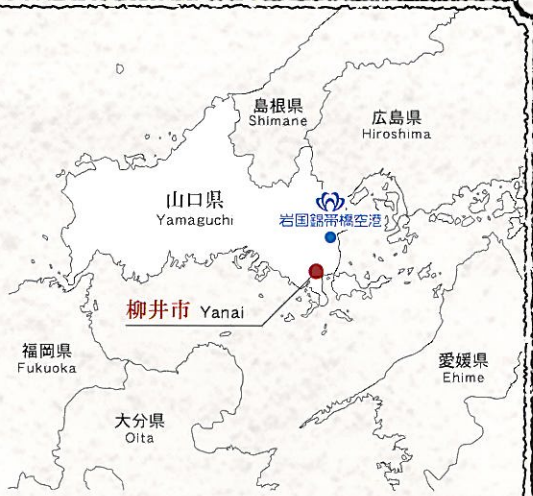 島根県
Shimane
広島県
Hiroshima
山口県
Yamaguchi
岩国錦帯橋空港
柳井市 Yanai
福岡県
Fukuoka
愛媛県
Ehime
大分県
Oita